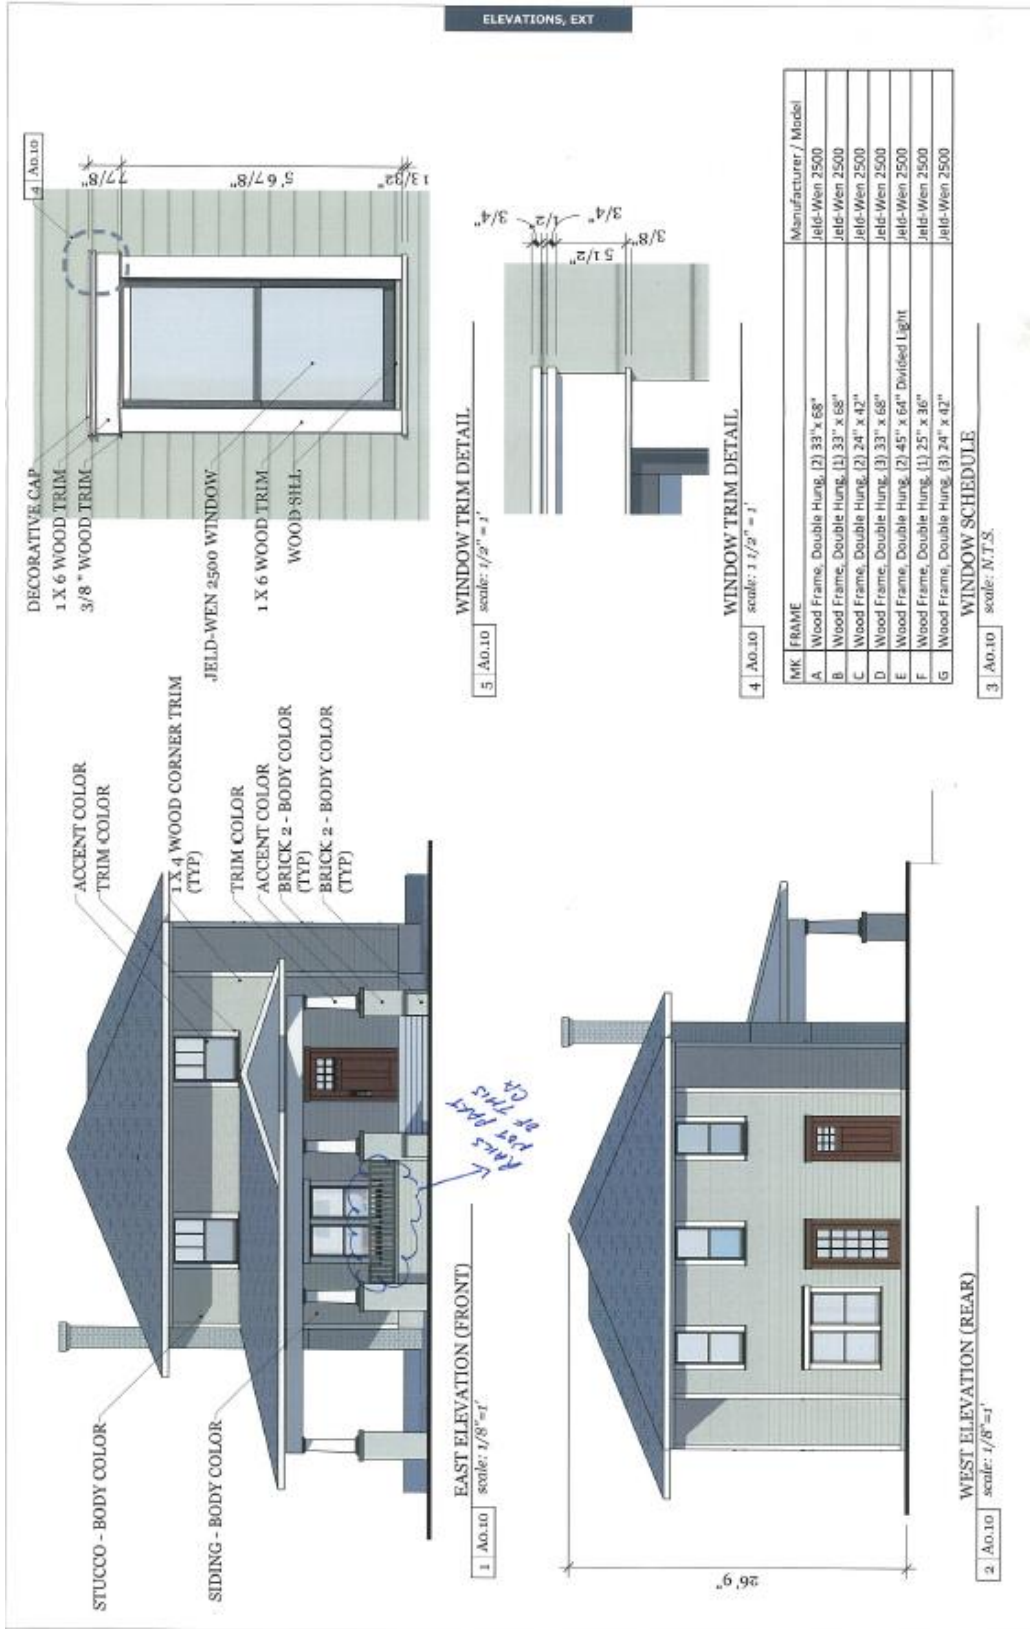 ELEVATIONS, EXT
STUCCO - BODY COLOR
SIDING - BODY COLOR
ACCENT COLOR
TRIM COLOR
1 X 4 WOOD CORNER TRIM
(TYP)
TRIM COLOR
ACCENT COLOR
BRICK 2 - BODY COLOR
(TYP)
BRICK 2 - BODY COLOR
(TYP)
RAILS
NOT PART
OF THIS
CA
1 A0.10
EAST ELEVATION (FRONT)
scale: 1/8"=1'
26' 9"
2 A0.10
WEST ELEVATION (REAR)
scale: 1/8"=1'
4 A0.10
DECORATIVE CAP
1 X 6 WOOD TRIM
3/8 " WOOD TRIM
JELD-WEN 2500 WINDOW
1 X 6 WOOD TRIM
WOOD SILL
7 7/8"
5' 6 7/8"
1 3/32"
5 A0.10
WINDOW TRIM DETAIL
scale: 1/2" = 1'
3/4"
1/2"
3/4"
5 1/2"
3/8"
4 A0.10
WINDOW TRIM DETAIL
scale: 1 1/2" = 1'
MK FRAME Manufacturer / Model
A Wood Frame, Double Hung, (2) 33"x 68" Jeld-Wen 2500
B Wood Frame, Double Hung, (1) 33" x 68" Jeld-Wen 2500
C Wood Frame, Double Hung, (2) 24" x 42" Jeld-Wen 2500
D Wood Frame, Double Hung, (3) 33" x 68" Jeld-Wen 2500
E Wood Frame, Double Hung, (2) 45" x 64" Divided Light Jeld-Wen 2500
F Wood Frame, Double Hung, (1) 25" x 36" Jeld-Wen 2500
G Wood Frame, Double Hung, (3) 24" x 42" Jeld-Wen 2500
3 A0.10
WINDOW SCHEDULE
scale: N.T.S.